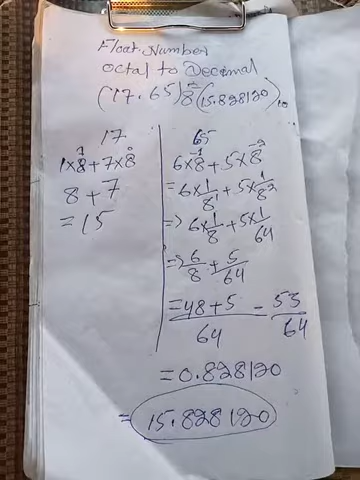 Float Number
octal to Decimal
(17.65)8 = (15.828120)10
17
1×8¹+7×8⁰
8+7
=15
65
6×8⁻¹+5×8⁻²
=6×1/8¹+5×1/8²
=>6×1/8+5×1/64
=>6/8+5/64
=48+5/64 = 53/64
=0.828120
=15.828120